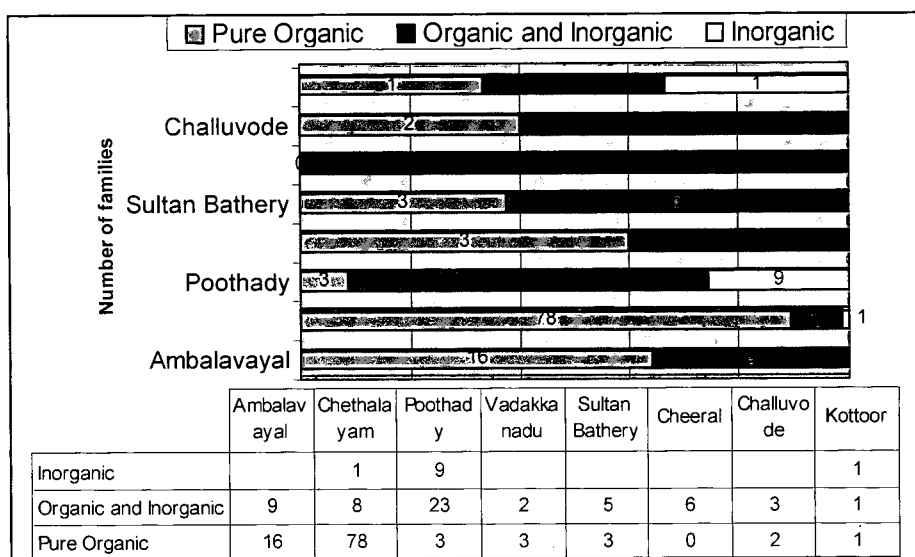 Pure Organic Organic and Inorganic Inorganic
Number of families
1 1
Challuvode 2
0
Sultan Bathery 3
3
Poothady 3 9
78 1
Ambalavayal 16
Ambalav Chethala Poothad Vadakka Sultan Cheeral Challuvo Kottoor
ayal yam y nadu Bathery de
Inorganic 1 9 1
Organic and Inorganic 9 8 23 2 5 6 3 1
Pure Organic 16 78 3 3 3 0 2 1